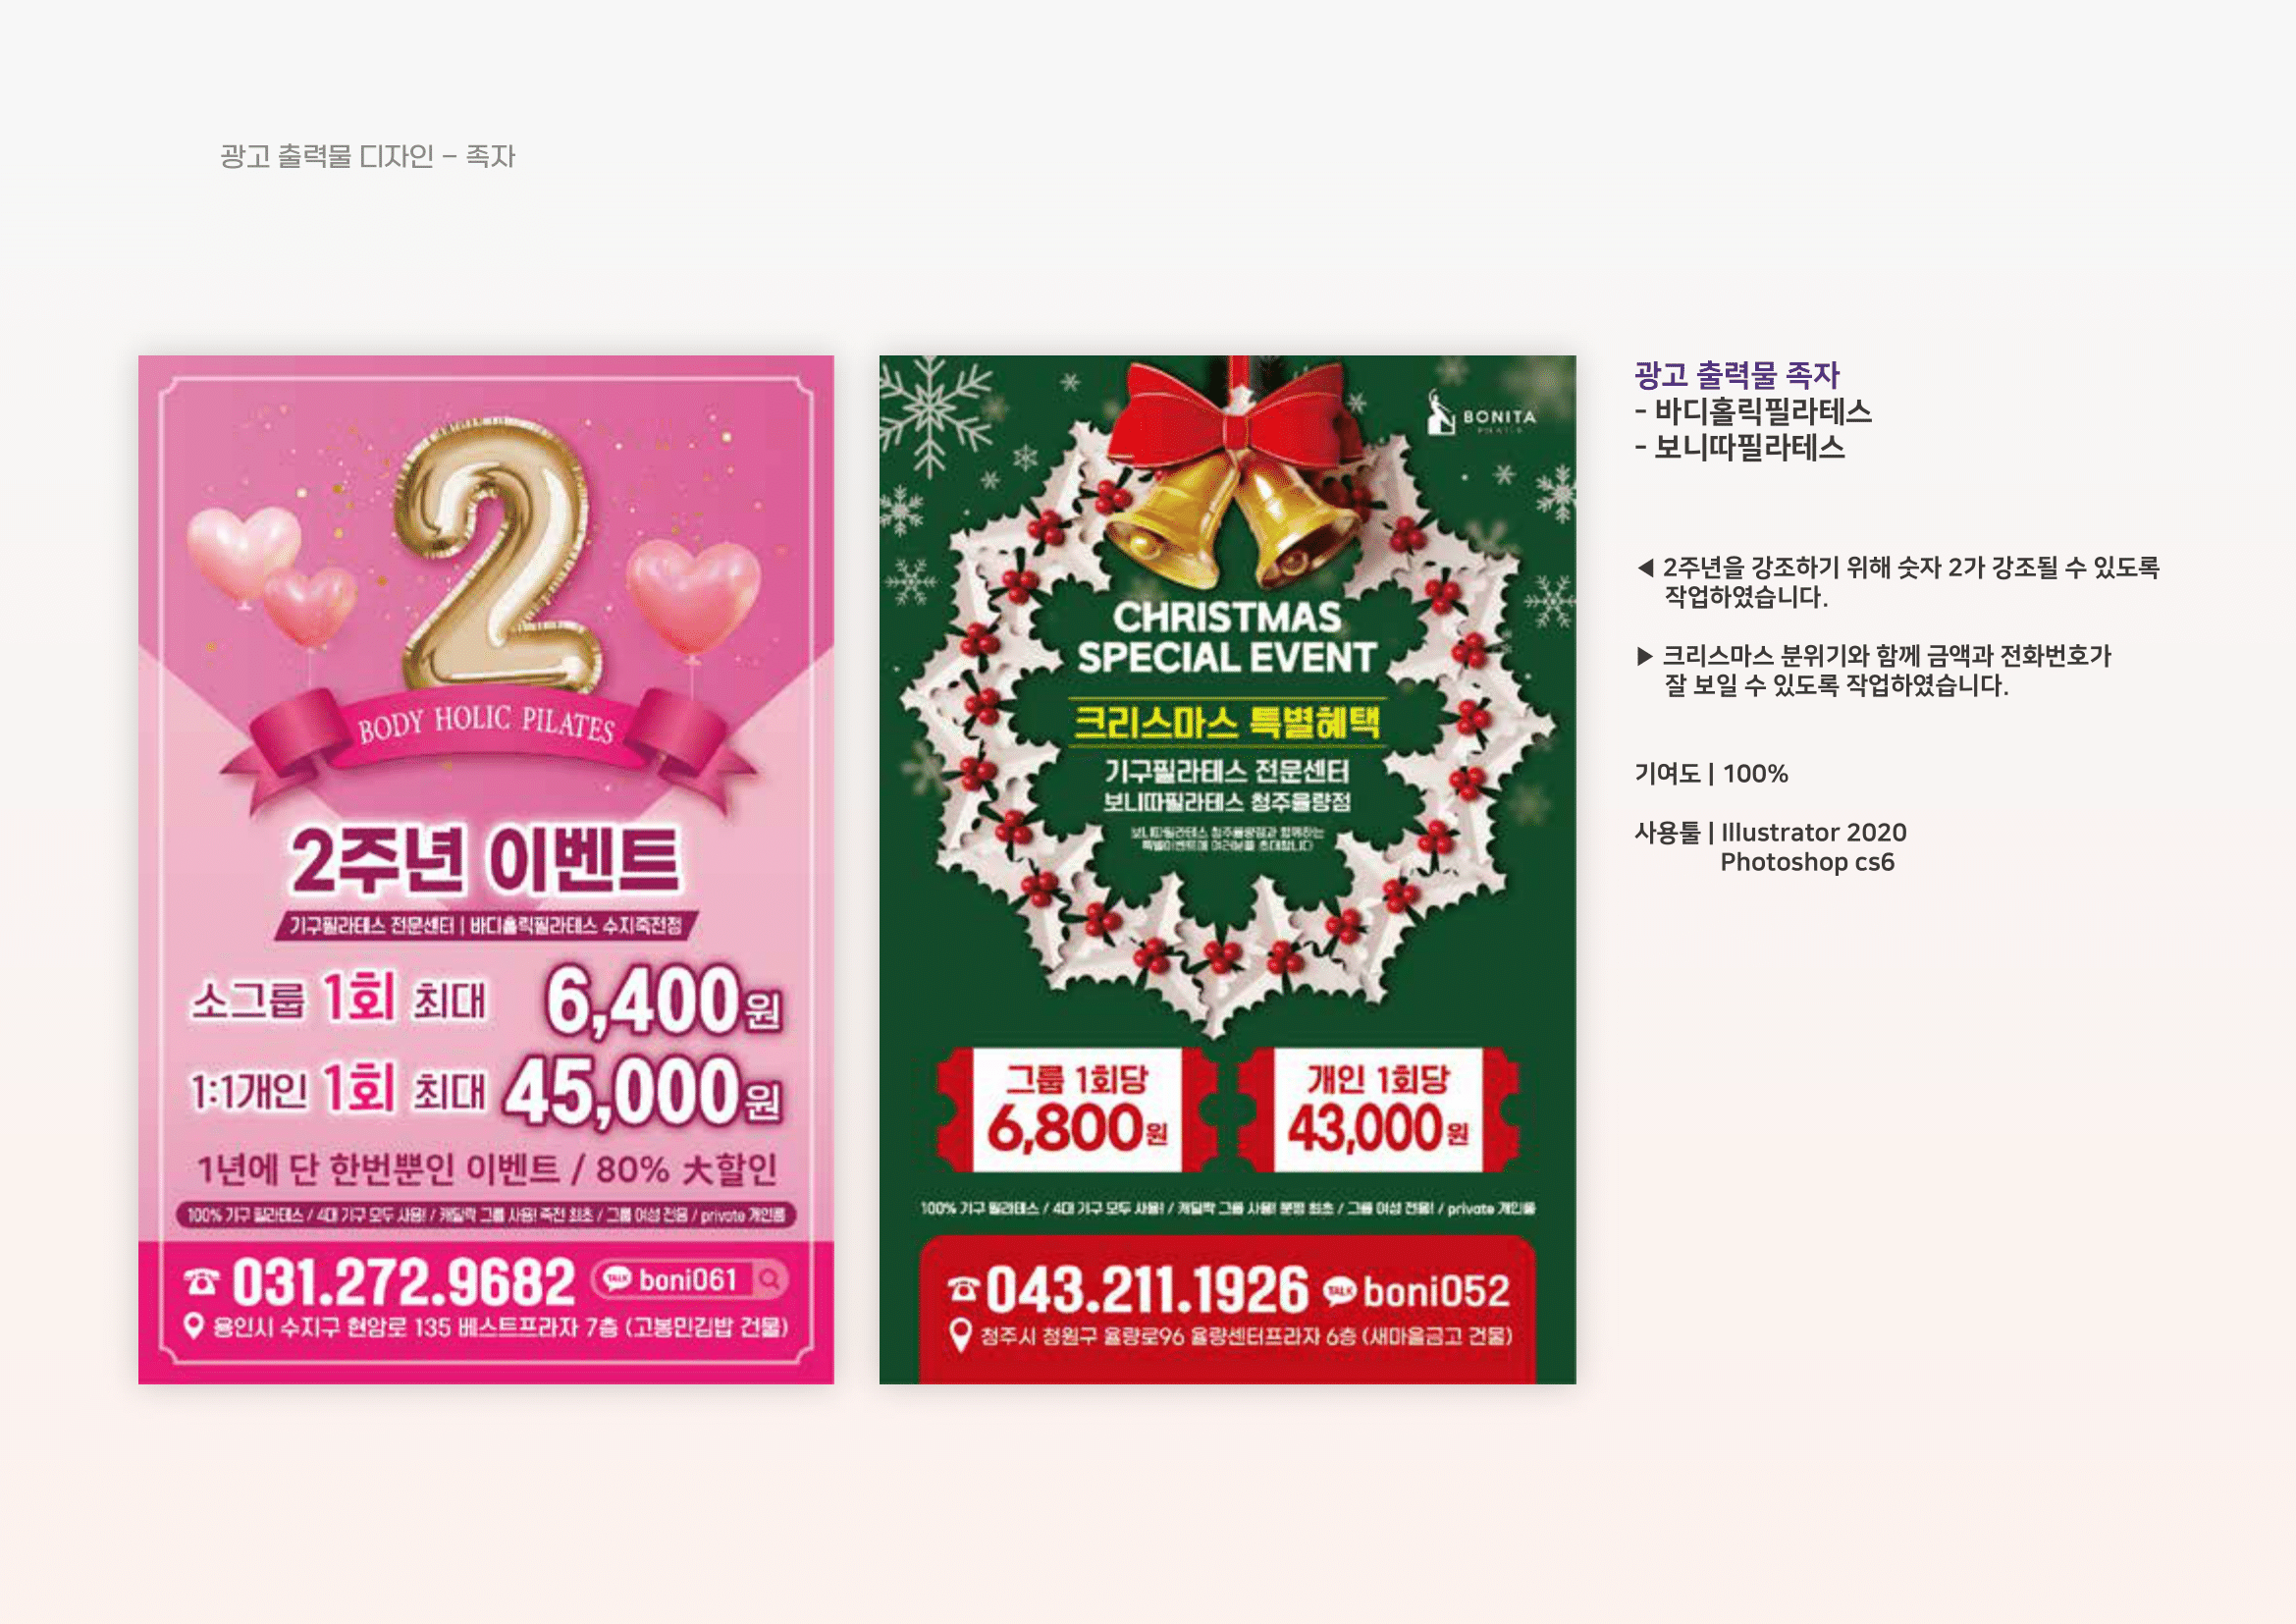 광고 출력물 디자인 – 족자
2
BODY HOLIC PILATES
2주년 이벤트
기구필라테스 전문센터 | 바디홀릭필라테스 수지죽전점
소그룹 1회 최대 6,400원
1:1개인 1회 최대 45,000원
1년에 단 한번뿐인 이벤트 / 80% 大할인
100% 기구 필라테스 / 4대 기구 모두 사용! / 캐딜락 그룹 사용! 죽전 최초 / 그룹 여성 전용 / private 개인룸
031.272.9682 TALK boni061
용인시 수지구 현암로 135 베스트프라자 7층 (고봉민김밥 건물)
BONITA
CHRISTMAS
SPECIAL EVENT
크리스마스 특별혜택
기구필라테스 전문센터
보니따필라테스 청주율량점
보니따필라테스 청주율량점과 함께하는
특별이벤트에 여러분을 초대합니다
그룹 1회당
6,800원
개인 1회당
43,000원
100% 기구 필라테스 / 4대 기구 모두 사용! / 캐딜락 그룹 사용! 분평 최초 / 그룹 여성 전용! / private 개인룸
043.211.1926 TALK boni052
청주시 청원구 율량로96 율량센터프라자 6층 (새마을금고 건물)
광고 출력물 족자
- 바디홀릭필라테스
- 보니따필라테스
◀ 2주년을 강조하기 위해 숫자 2가 강조될 수 있도록
작업하였습니다.
▶ 크리스마스 분위기와 함께 금액과 전화번호가
잘 보일 수 있도록 작업하였습니다.
기여도 | 100%
사용툴 | Illustrator 2020
Photoshop cs6